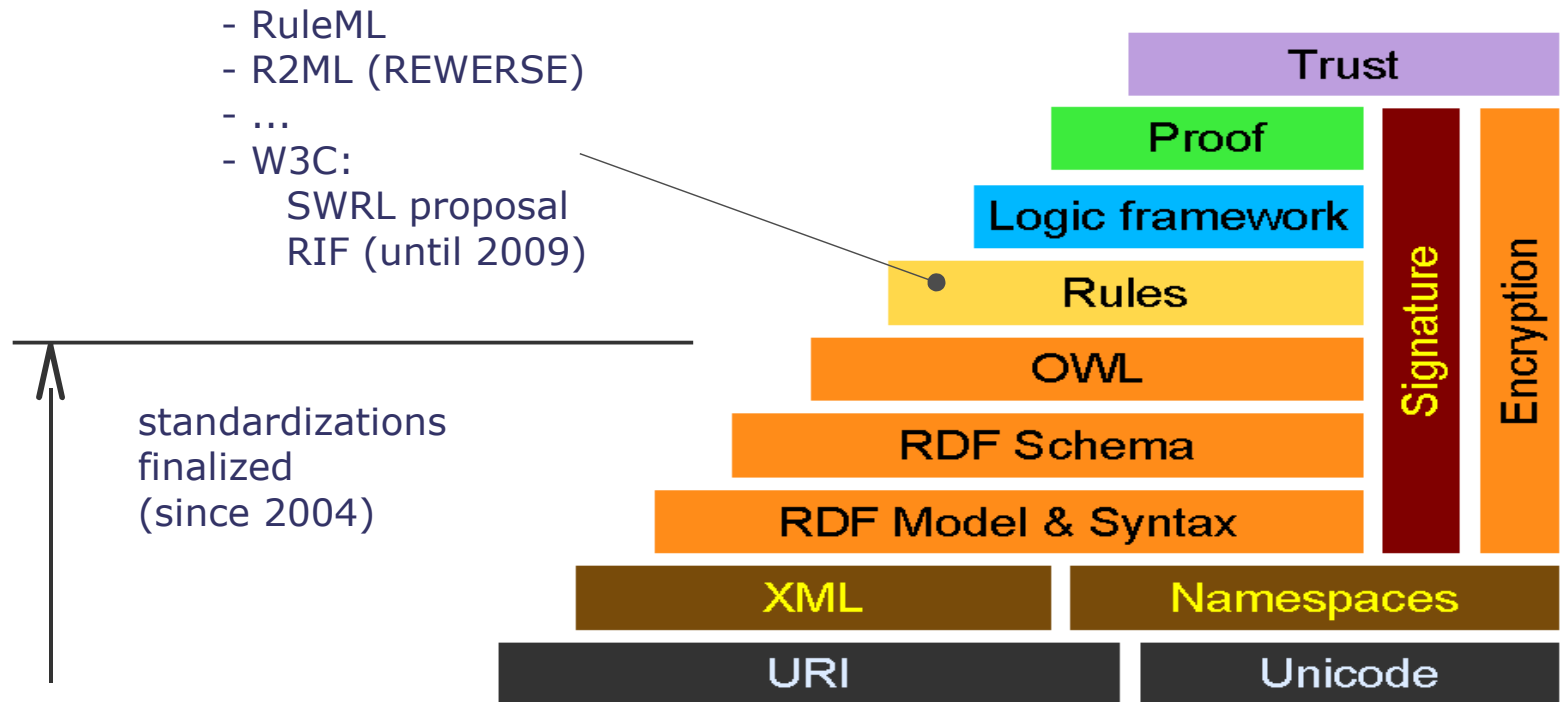 - RuleML
- R2ML (REWERSE)
- ...
- W3C:
SWRL proposal
RIF (until 2009)
standardizations
finalized
(since 2004)
Trust
Proof
Logic framework
Rules
OWL
RDF Schema
RDF Model & Syntax
Signature
Encryption
XML
Namespaces
URI
Unicode